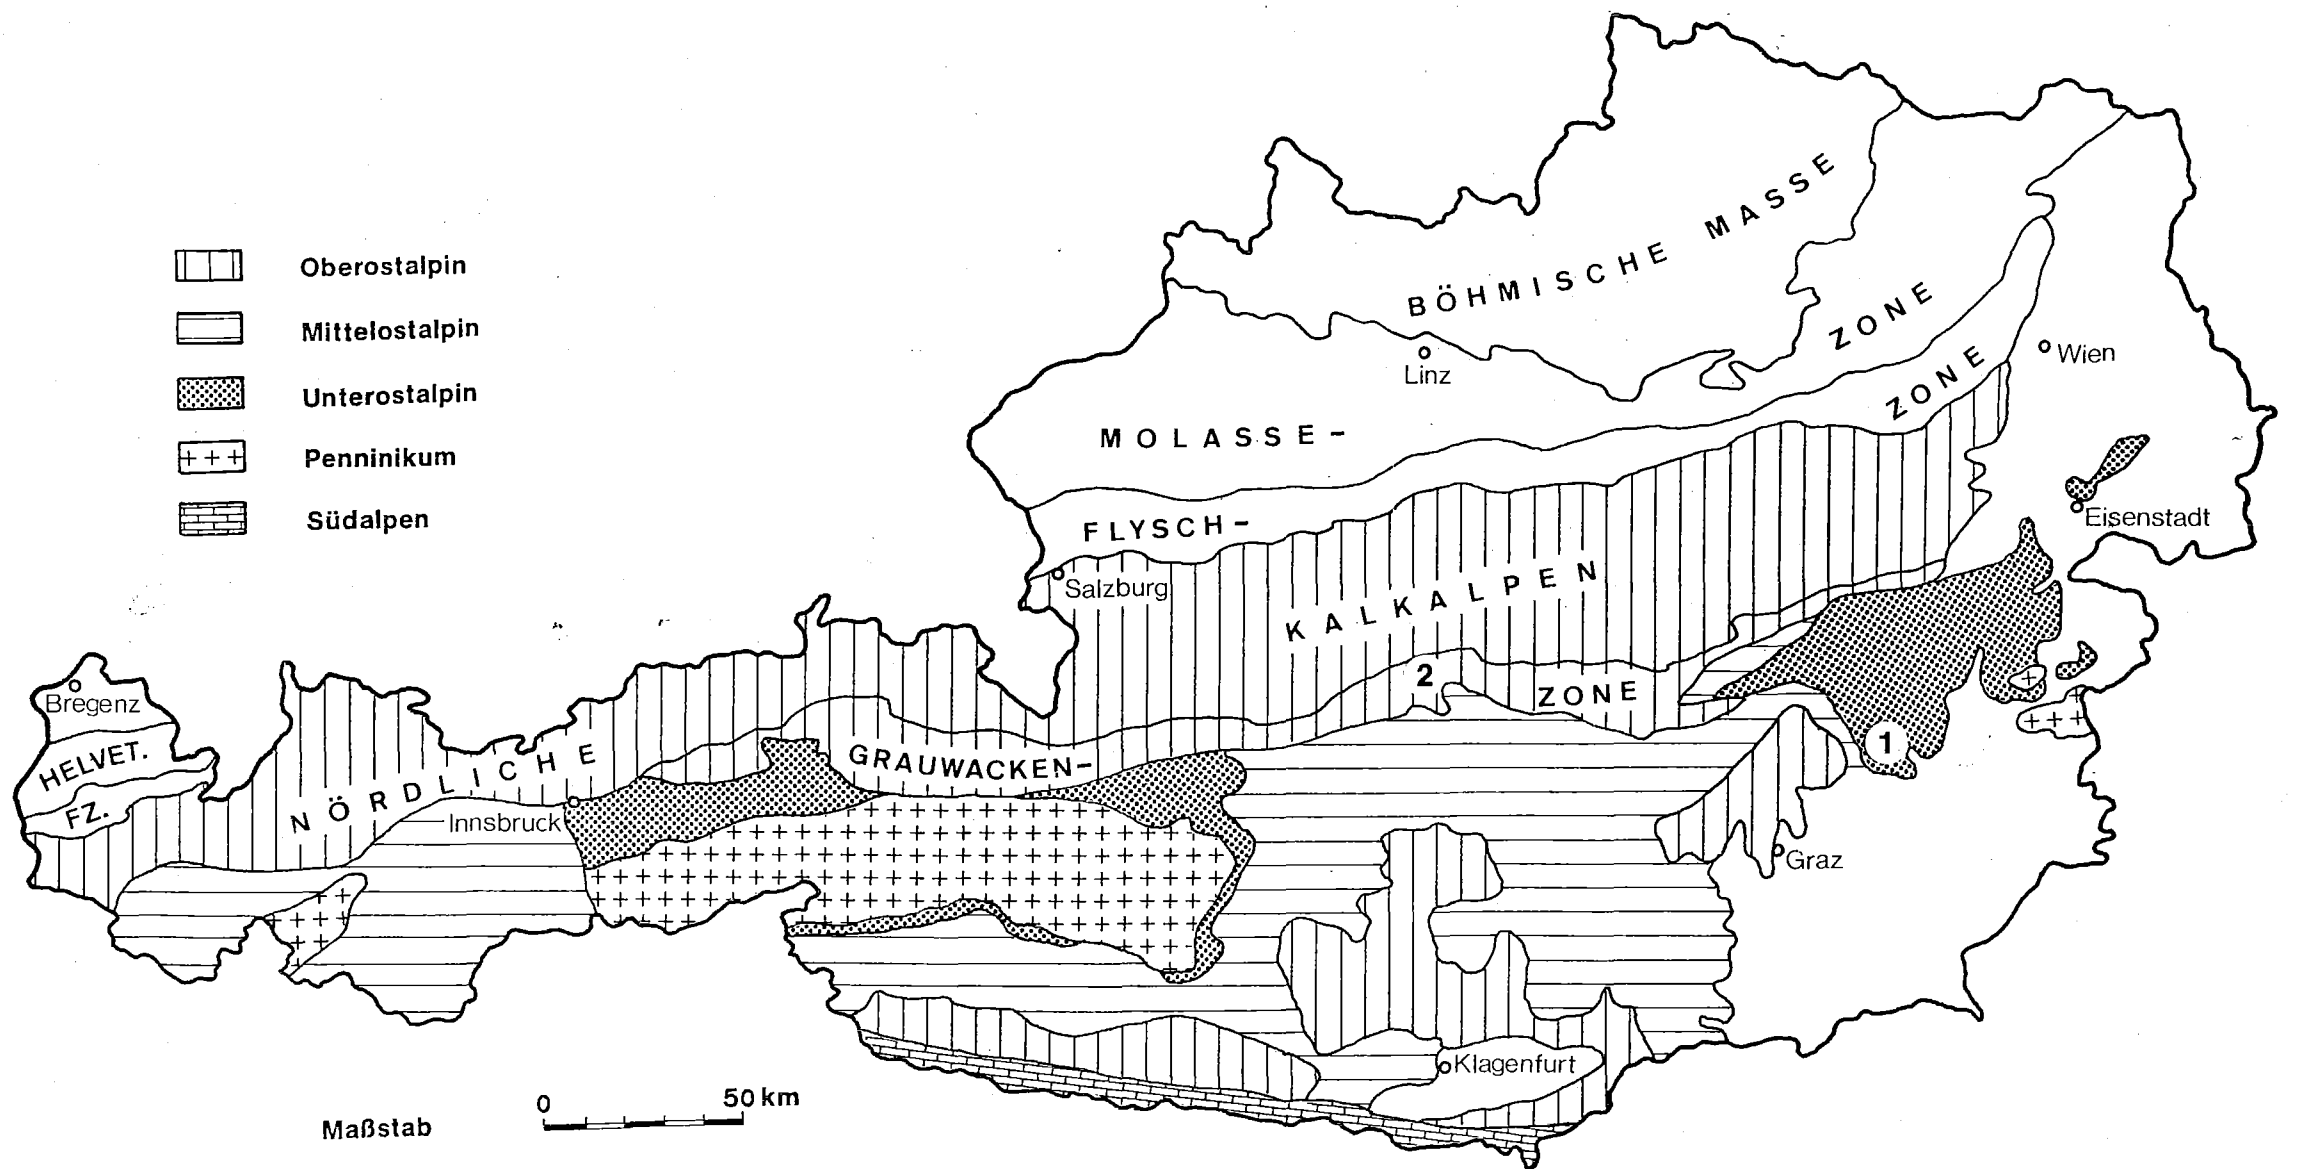 BÖHMISCHE MASSE
Oberostalpin
Mittelostalpin
Unterostalpin
+ + +
Penninikum
Südalpen
ZONE
Linz
ZONE
Wien
MOLASSE-
FLYSCH-
Eisenstadt
Salzburg
KALKALPEN
Bregenz
2
ZONE
HELVET.
FZ.
NÖRDLICHE
GRAUWACKEN-
1
Innsbruck
Graz
Klagenfurt
0
50 km
Maßstab